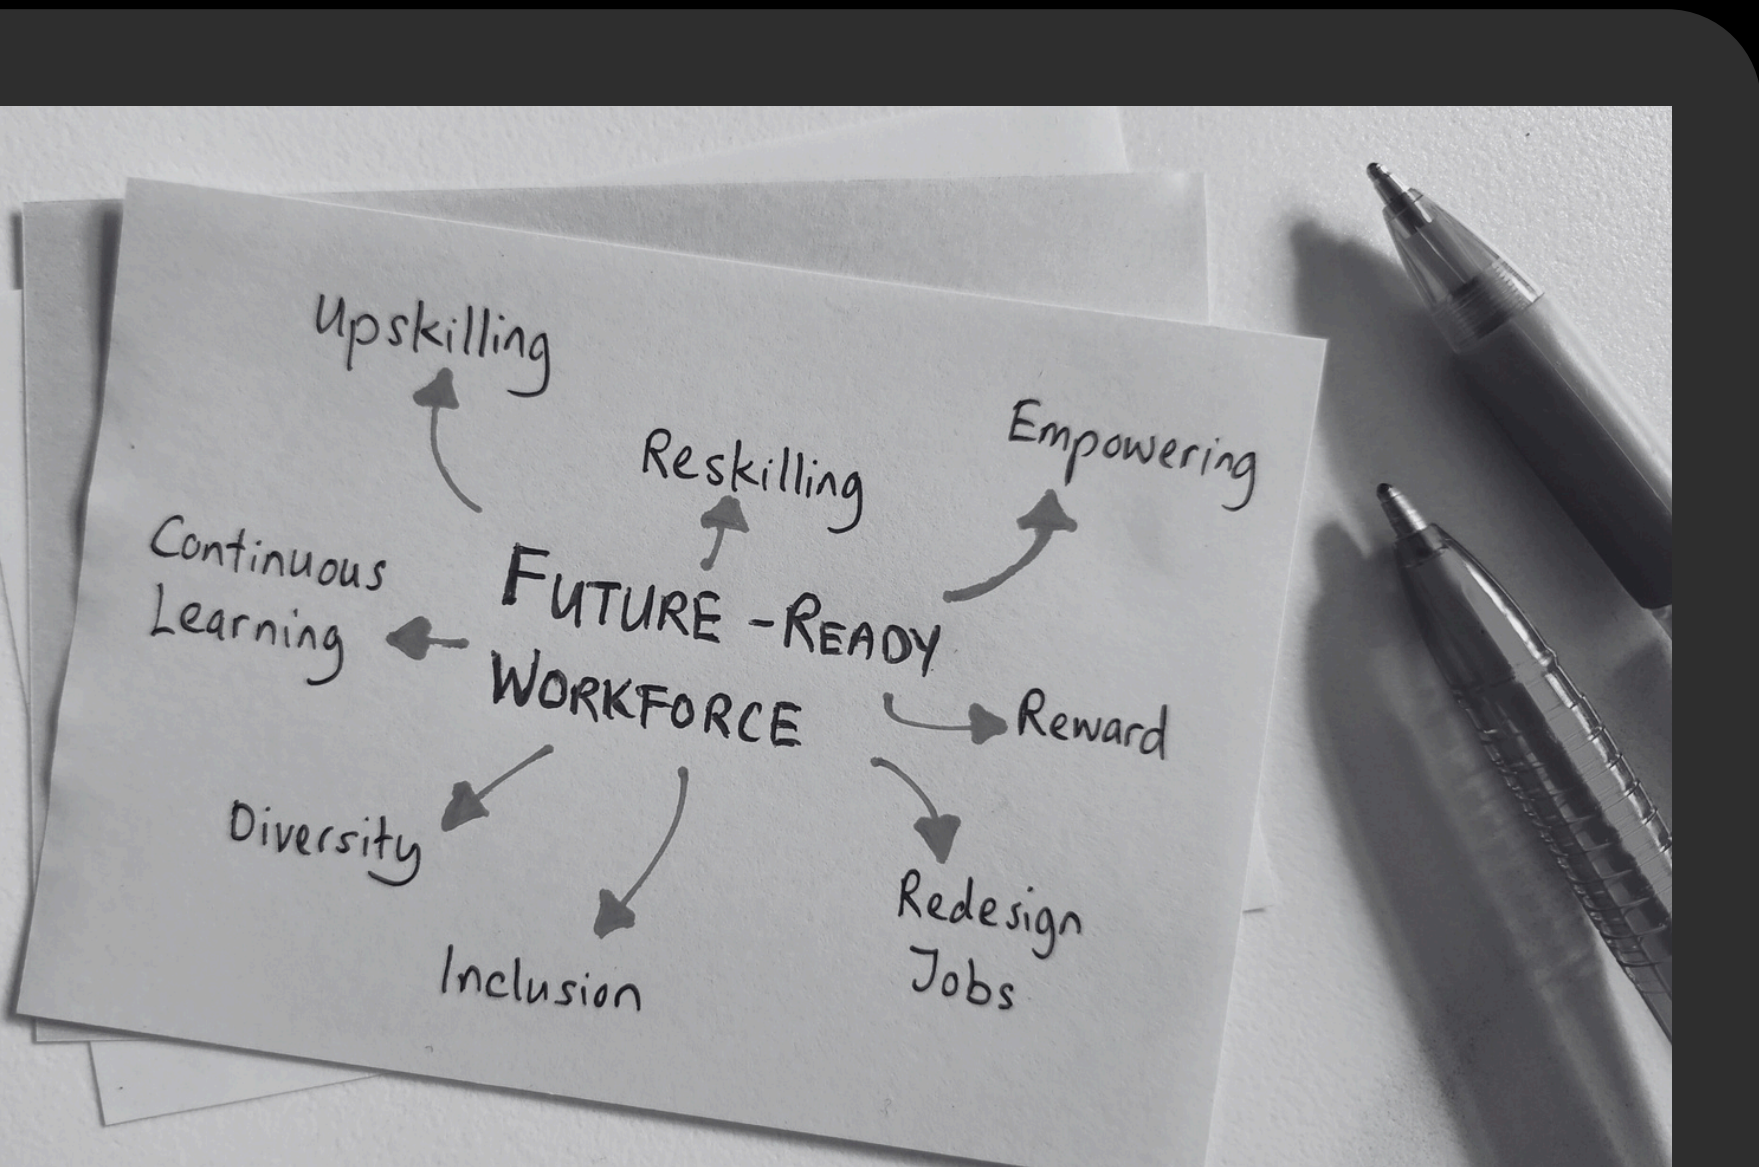 Upskilling
Reskilling
Empowering
Continuous
Learning
FUTURE-READY
WORKFORCE
Reward
Diversity
Redesign
Jobs
Inclusion